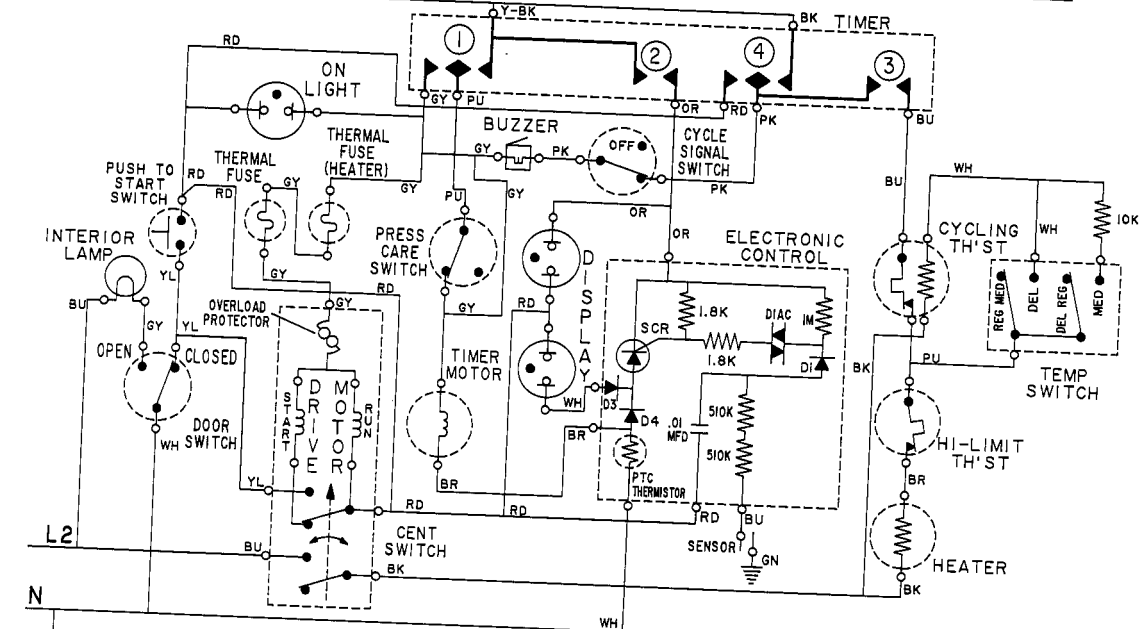 Y-BK
BK
TIMER
RD
1
2
4
3
ON
LIGHT
GY
PU
OR
RD
PK
BU
BUZZER
THERMAL
FUSE
(HEATER)
GY
PK
OFF
CYCLE
SIGNAL
SWITCH
THERMAL
FUSE
PUSH TO
START
SWITCH
RD
RD
GY
GY
PU
PK
BU
WH
OR
10K
INTERIOR
LAMP
PRESS
CARE
SWITCH
OR
ELECTRONIC
CONTROL
CYCLING
TH'ST
WH
YL
GY
RD
BU
OVERLOAD
PROTECTOR
GY
GY
RD
DISPLAY
SCR
1.8K
DIAC
1M
REG MED
DEL
DEL REG
MED
GY
YL
OPEN
CLOSED
TIMER
MOTOR
1.8K
D1
BK
PU
TEMP
SWITCH
START
DRIVE
MOTOR
RUN
WH
D3
D4
510K
.01
MFD
510K
DOOR
SWITCH
WH
BR
HI-LIMIT
TH'ST
YL
BR
PTC
THERMISTOR
BR
RD
RD
RD
BU
CENT
SWITCH
SENSOR
GN
L2
BU
BK
HEATER
BK
N
WH